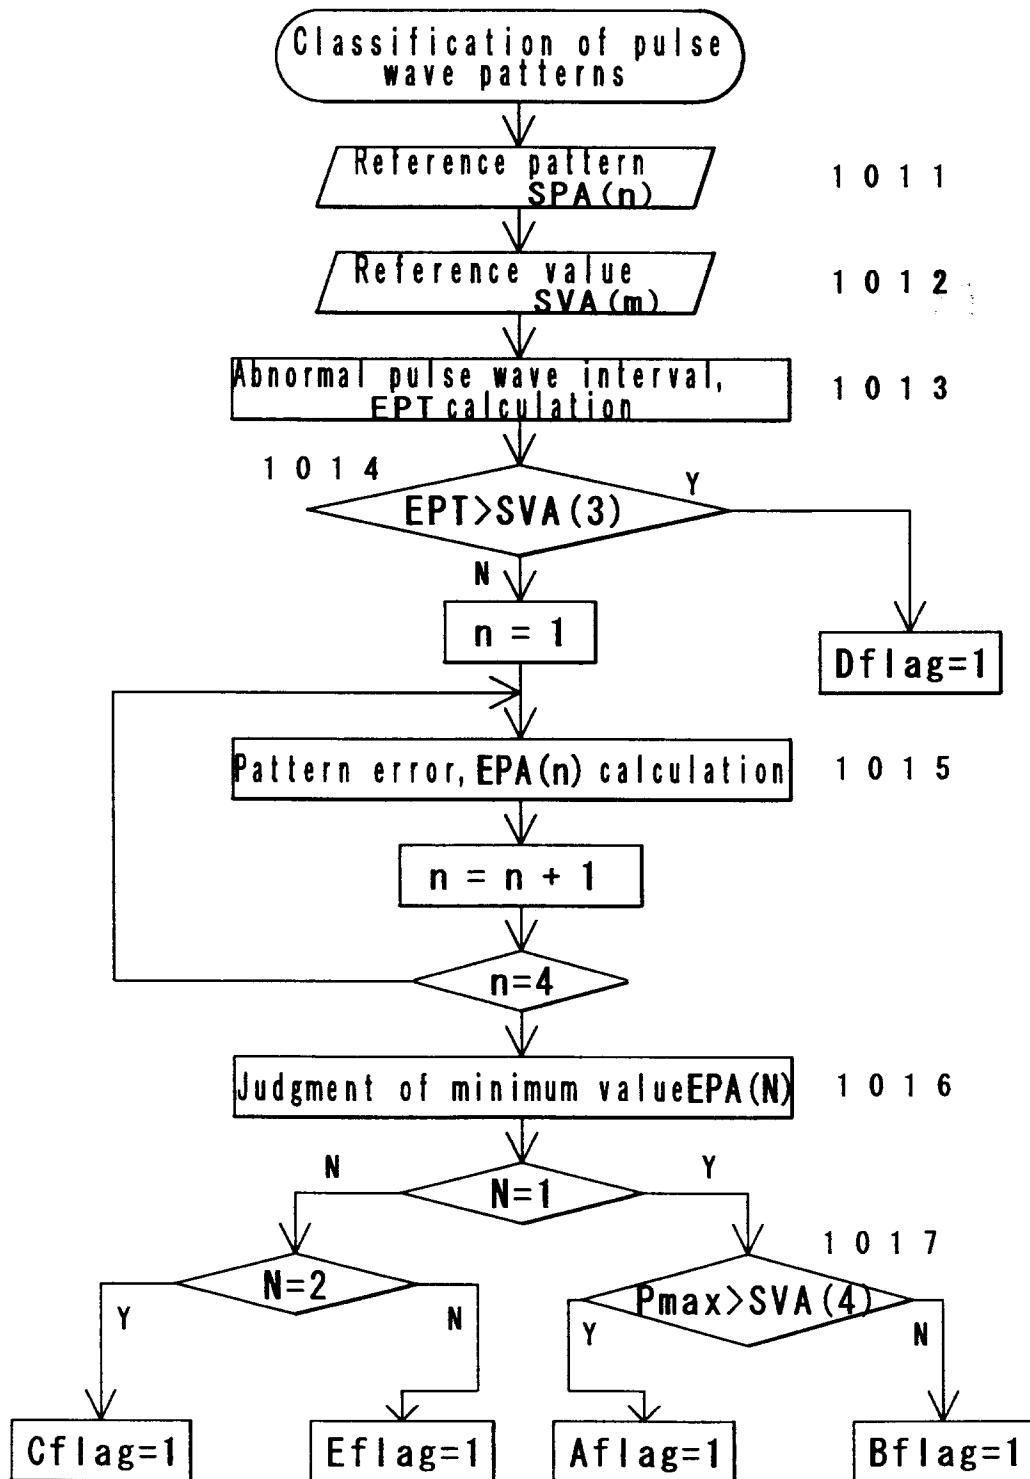 Classification of pulse
wave patterns
Reference pattern
SPA(n)
1011
Reference value
SVA(m)
1012
Abnormal pulse wave interval,
EPT calculation
1013
1014
EPT>SVA(3)
Y
N
n = 1
Dflag=1
Pattern error, EPA(n) calculation
1015
n = n + 1
n=4
Judgment of minimum valueEPA(N)
1016
N
Y
N=1
1017
N=2
Pmax>SVA(4)
Y
N
Y
N
Cflag=1
Eflag=1
Aflag=1
Bflag=1